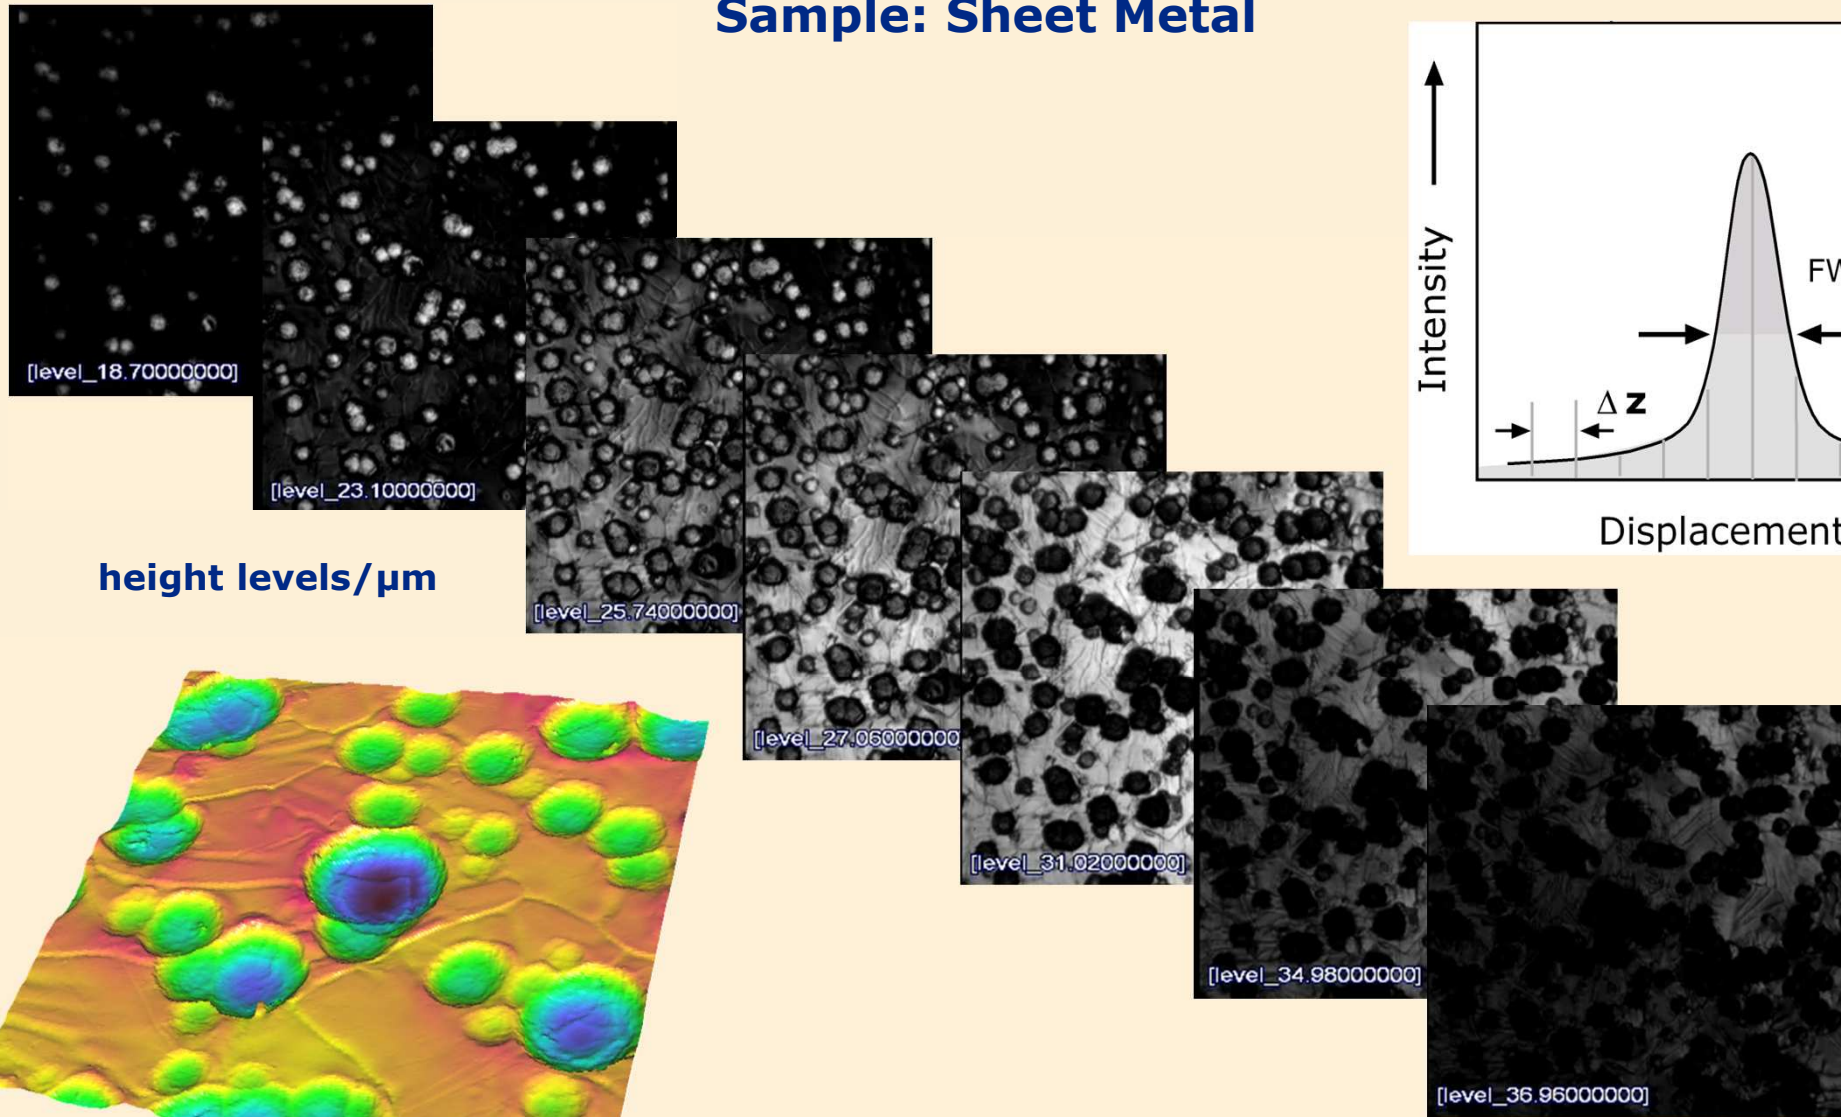 Sample: Sheet Metal
[level_18.70000000]
[level_23.10000000]
[level_25.74000000]
[level_27.06000000
[level_31.02000000]
[level_34.98000000]
[level_36.96000000]
height levels/µm
Intensity
FW
Δ z
Displacement